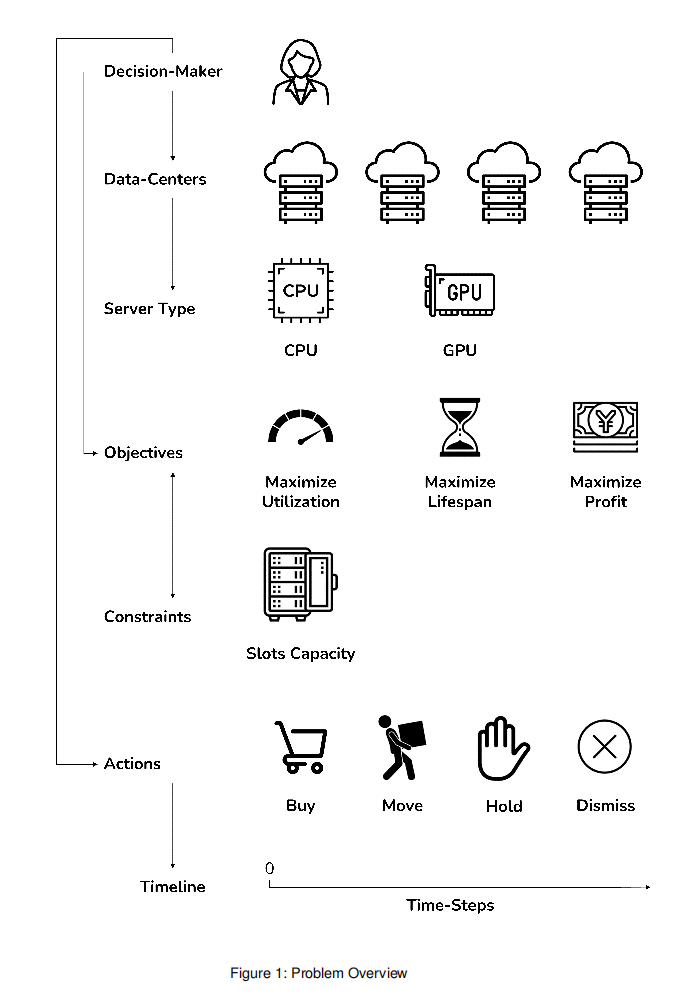 Decision-Maker
Data-Centers
Server Type
CPU
GPU
CPU
GPU
Objectives
Maximize
Utilization
Maximize
Lifespan
Maximize
Profit
Constraints
Slots Capacity
Actions
Buy
Move
Hold
Dismiss
0
Timeline
Time-Steps
Figure 1: Problem Overview